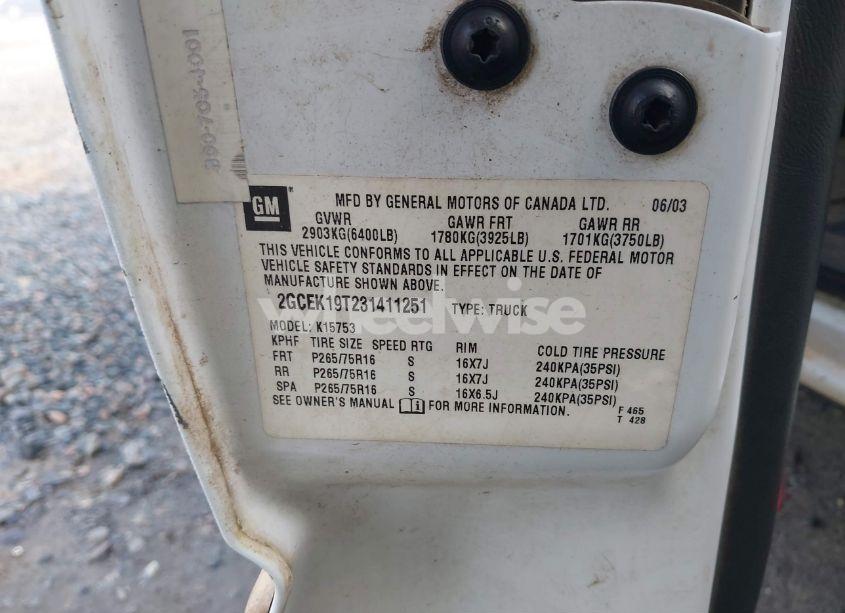 890-705-4001
GM
MFD BY GENERAL MOTORS OF CANADA LTD. 06/03
GVWR GAWR FRT GAWR RR
2903KG(6400LB) 1780KG(3925LB) 1701KG(3750LB)
THIS VEHICLE CONFORMS TO ALL APPLICABLE U.S. FEDERAL MOTOR
VEHICLE SAFETY STANDARDS IN EFFECT ON THE DATE OF
MANUFACTURE SHOWN ABOVE.
2GCEK19T231411251 TYPE: TRUCK
wheelwise
MODEL: K15753
KPHF TIRE SIZE SPEED RTG RIM COLD TIRE PRESSURE
FRT P265/75R16 S 16X7J 240KPA(35PSI)
RR P265/75R16 S 16X7J 240KPA(35PSI)
SPA P265/75R16 S 16X6.5J 240KPA(35PSI)
SEE OWNER'S MANUAL FOR MORE INFORMATION.
F 465
T 428